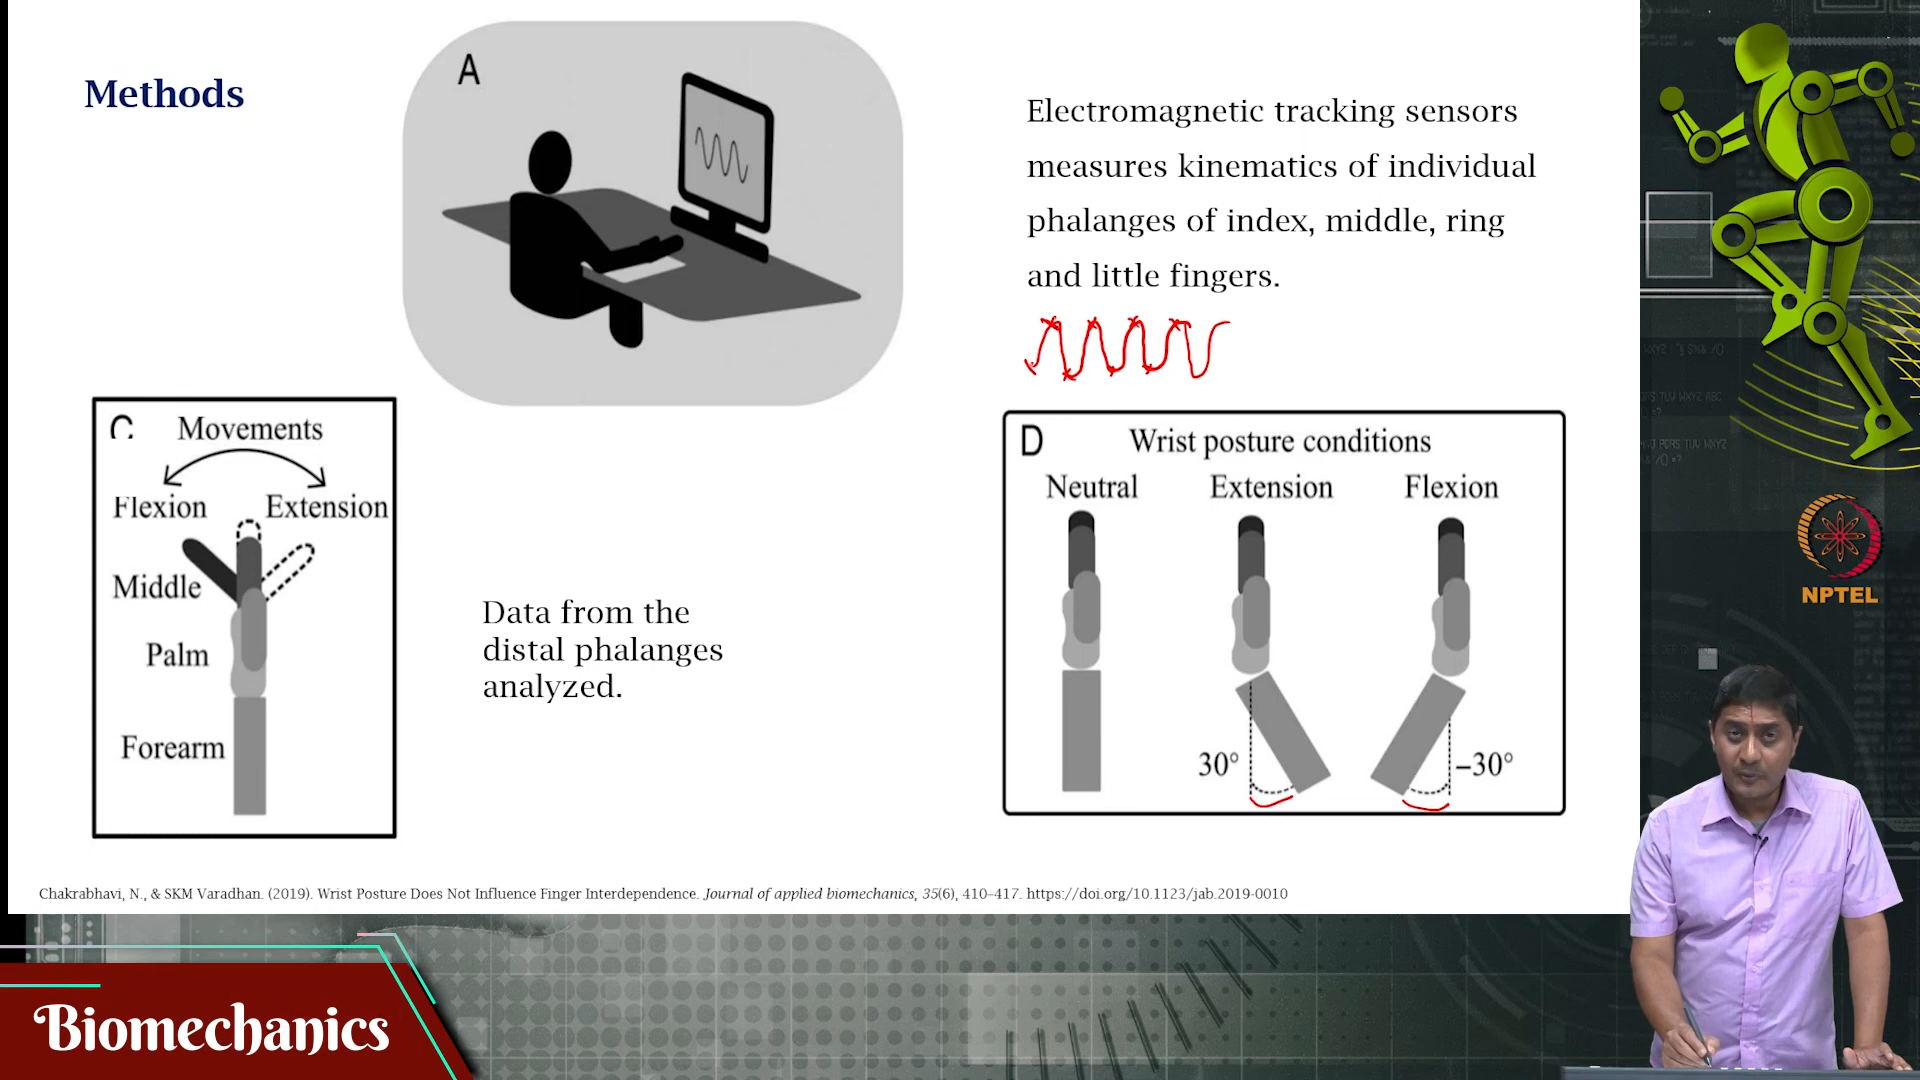 Methods
A
Electromagnetic tracking sensors
measures kinematics of individual
phalanges of index, middle, ring
and little fingers.
C
Movements
Flexion Extension
Middle
Palm
Forearm
Data from the
distal phalanges
analyzed.
D Wrist posture conditions
Neutral Extension Flexion
30° –30°
Chakrabhavi, N., & SKM Varadhan. (2019). Wrist Posture Does Not Influence Finger Interdependence. Journal of applied biomechanics, 35(6), 410–417. https://doi.org/10.1123/jab.2019-0010
NPTEL
Biomechanics